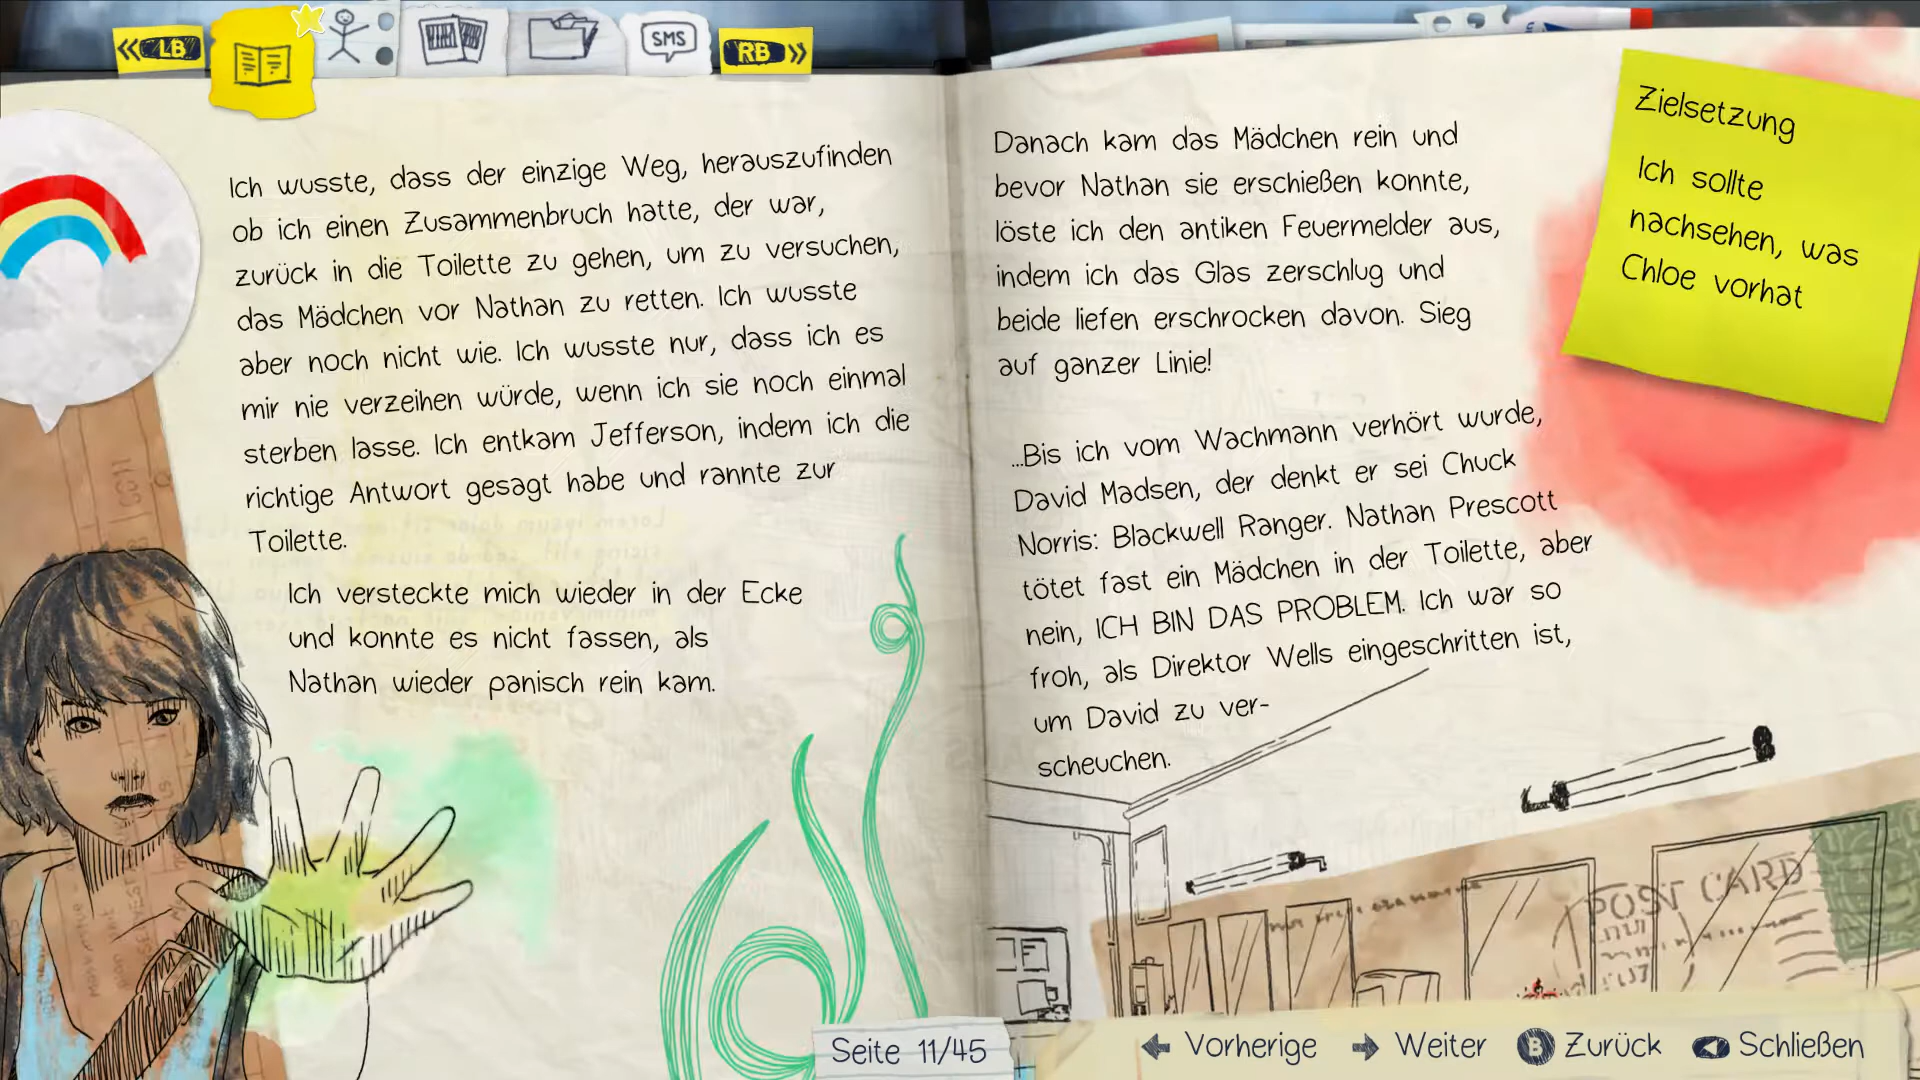 LB
SMS
RB
Ich wusste, dass der einzige Weg, herauszufinden
ob ich einen Zusammenbruch hatte, der war,
zurück in die Toilette zu gehen, um zu versuchen,
das Mädchen vor Nathan zu retten. Ich wusste
aber noch nicht wie. Ich wusste nur, dass ich es
mir nie verzeihen würde, wenn ich sie noch einmal
sterben lasse. Ich entkam Jefferson, indem ich die
richtige Antwort gesagt habe und rannte zur
Toilette.
Ich versteckte mich wieder in der Ecke
und konnte es nicht fassen, als
Nathan wieder panisch rein kam.
Danach kam das Mädchen rein und
bevor Nathan sie erschießen konnte,
löste ich den antiken Feuermelder aus,
indem ich das Glas zerschlug und
beide liefen erschrocken davon. Sieg
auf ganzer Linie!
...Bis ich vom Wachmann verhört wurde,
David Madsen, der denkt er sei Chuck
Norris: Blackwell Ranger. Nathan Prescott
tötet fast ein Mädchen in der Toilette, aber
nein, ICH BIN DAS PROBLEM. Ich war so
froh, als Direktor Wells eingeschritten ist,
um David zu ver-
scheuchen.
Zielsetzung
Ich sollte
nachsehen, was
Chloe vorhat
POST CARD
Seite 11/45
Vorherige
Weiter
B Zurück
Schließen